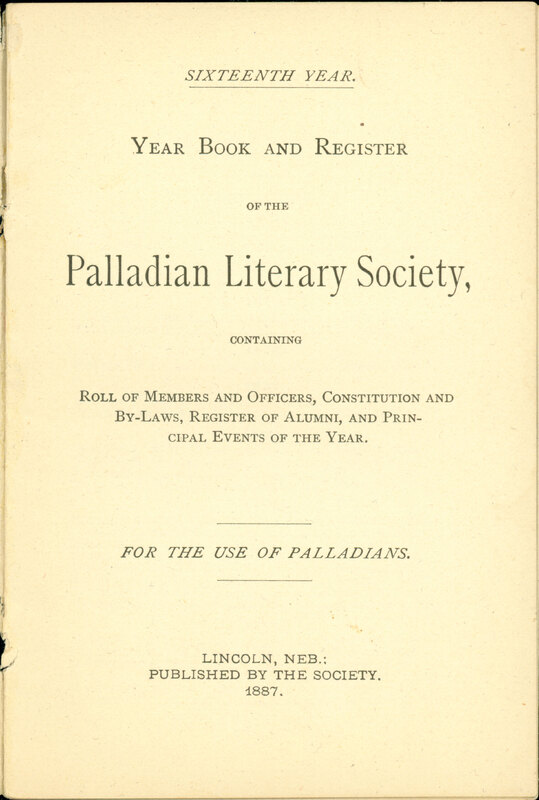 SIXTEENTH YEAR.
YEAR BOOK AND REGISTER
OF THE
Palladian Literary Society,
CONTAINING
ROLL OF MEMBERS AND OFFICERS, CONSTITUTION AND
BY-LAWS, REGISTER OF ALUMNI, AND PRIN-
CIPAL EVENTS OF THE YEAR.
FOR THE USE OF PALLADIANS.
LINCOLN, NEB.:
PUBLISHED BY THE SOCIETY.
1887.